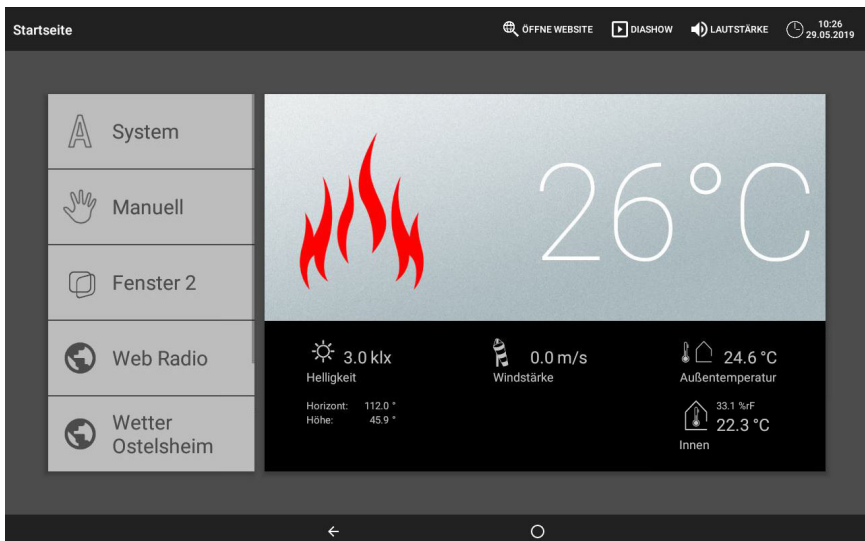 Startseite
ÖFFNE WEBSITE
DIASHOW
LAUTSTÄRKE
10:26
29.05.2019
System
Manuell
Fenster 2
Web Radio
Wetter
Ostelsheim
26°C
3.0 klx
Helligkeit
Horizont: 112.0 °
Höhe: 45.9 °
0.0 m/s
Windstärke
24.6 °C
Außentemperatur
33.1 %rF
22.3 °C
Innen